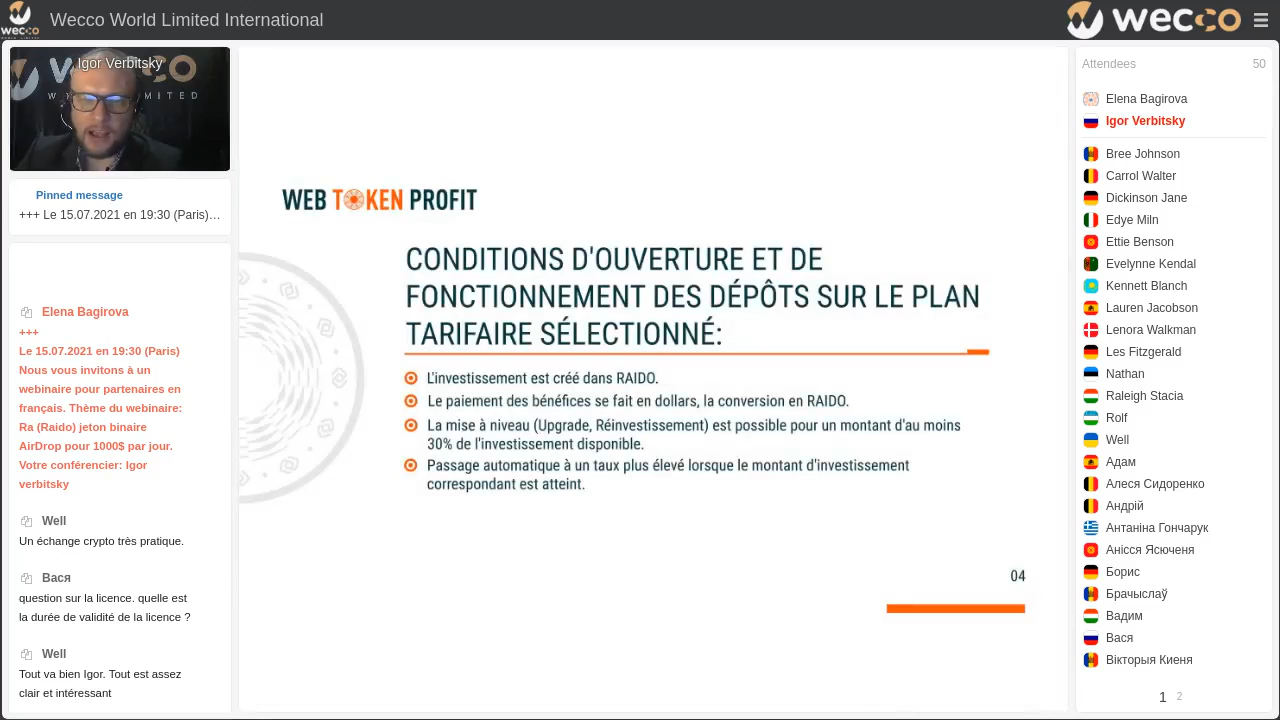 wecco
Wecco World Limited International
wecco
Igor Verbitsky
Pinned message
+++ Le 15.07.2021 en 19:30 (Paris)…
Elena Bagirova
+++
Le 15.07.2021 en 19:30 (Paris)
Nous vous invitons à un
webinaire pour partenaires en
français. Thème du webinaire:
Ra (Raido) jeton binaire
AirDrop pour 1000$ par jour.
Votre conférencier: Igor
verbitsky
Well
Un échange crypto très pratique.
Вася
question sur la licence. quelle est
la durée de validité de la licence ?
Well
Tout va bien Igor. Tout est assez
clair et intéressant
WEB TOKEN PROFIT
CONDITIONS D'OUVERTURE ET DE
FONCTIONNEMENT DES DÉPÔTS SUR LE PLAN
TARIFAIRE SÉLECTIONNÉ:
L'investissement est créé dans RAIDO.
Le paiement des bénéfices se fait en dollars, la conversion en RAIDO.
La mise à niveau (Upgrade, Réinvestissement) est possible pour un montant d'au moins
30% de l'investissement disponible.
Passage automatique à un taux plus élevé lorsque le montant d'investissement
correspondant est atteint.
04
Attendees 50
Elena Bagirova
Igor Verbitsky
Bree Johnson
Carrol Walter
Dickinson Jane
Edye Miln
Ettie Benson
Evelynne Kendal
Kennett Blanch
Lauren Jacobson
Lenora Walkman
Les Fitzgerald
Nathan
Raleigh Stacia
Rolf
Well
Адам
Алеся Сидоренко
Андрій
Антаніна Гончарук
Анісся Ясюченя
Борис
Брачыслаў
Вадим
Вася
Вікторыя Киеня
1 2